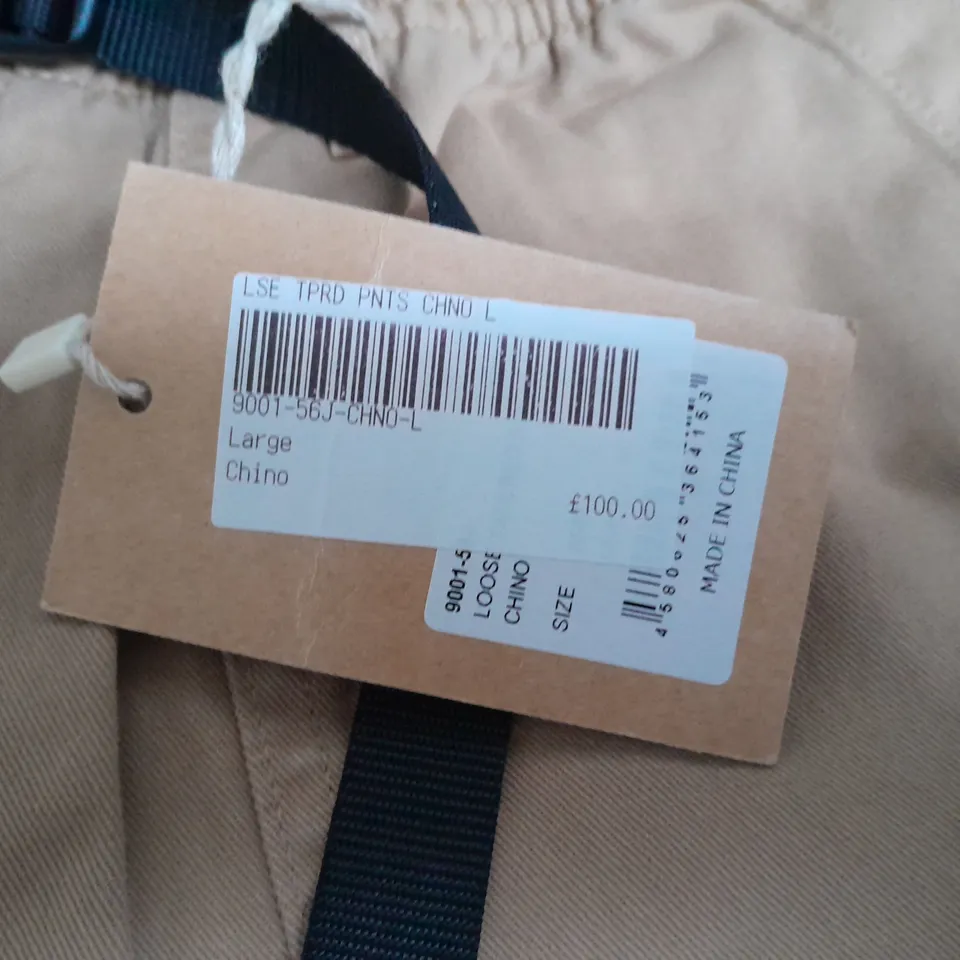 LSE TPRD PNTS CHNO L
9001-56J-CHNO-L
Large
Chino
£100.00
9001-5
LOOSE
CHINO
SIZE
MADE IN CHINA